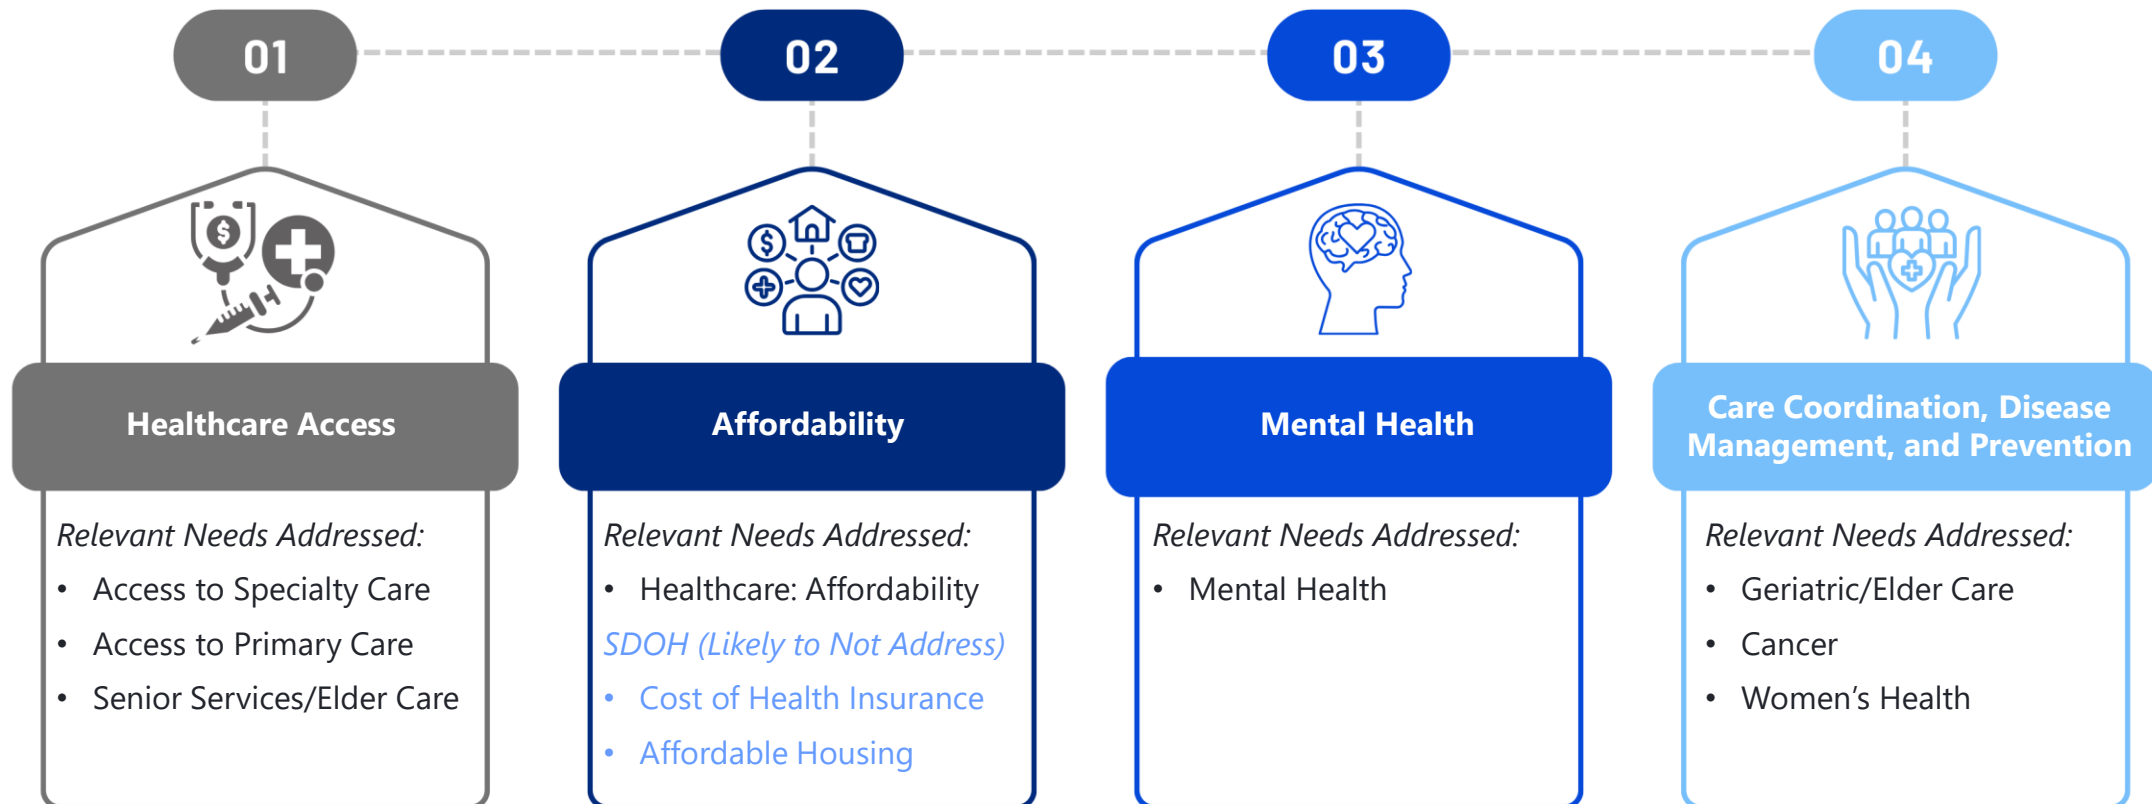 01
02
03
04
Healthcare Access
Relevant Needs Addressed:
• Access to Specialty Care
• Access to Primary Care
• Senior Services/Elder Care
Affordability
Relevant Needs Addressed:
• Healthcare: Affordability
SDOH (Likely to Not Address)
• Cost of Health Insurance
• Affordable Housing
Mental Health
Relevant Needs Addressed:
• Mental Health
Care Coordination, Disease
Management, and Prevention
Relevant Needs Addressed:
• Geriatric/Elder Care
• Cancer
• Women’s Health